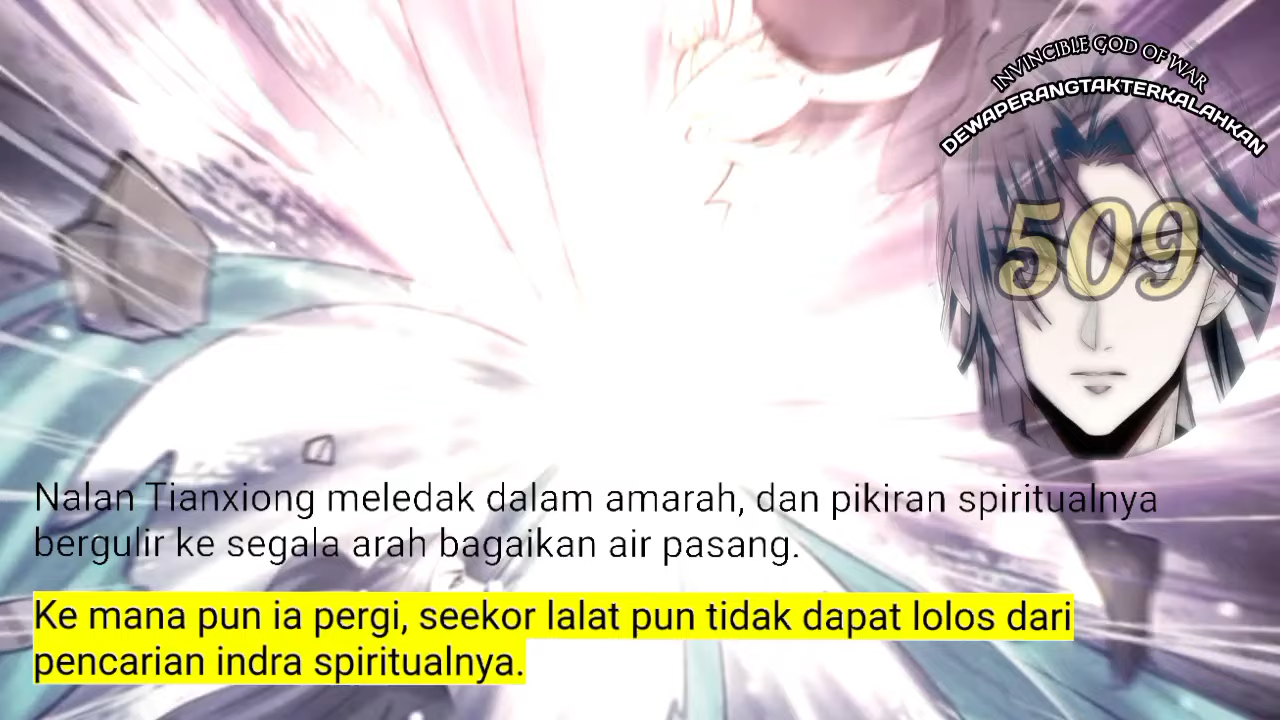 INVINCIBLE GOD OF WAR
DEWAPERANGTAKTERKALAHKAN
509
Nalan Tianxiong meledak dalam amarah, dan pikiran spiritualnya
bergulir ke segala arah bagaikan air pasang.
Ke mana pun ia pergi, seekor lalat pun tidak dapat lolos dari
pencarian indra spiritualnya.